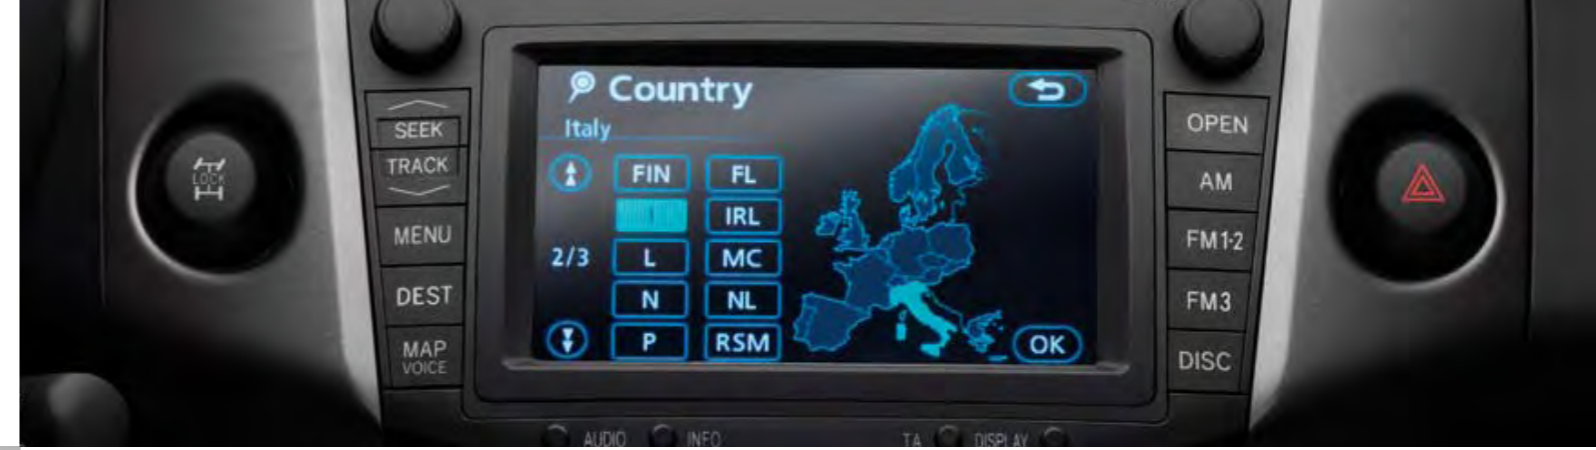 LOCK
SEEK
TRACK
MENU
DEST
MAP
VOICE
Country
Italy
FIN FL
I IRL
2/3 L MC
N NL
P RSM
OK
OPEN
AM
FM1·2
FM3
DISC
AUDIO INFO TA DISPLAY